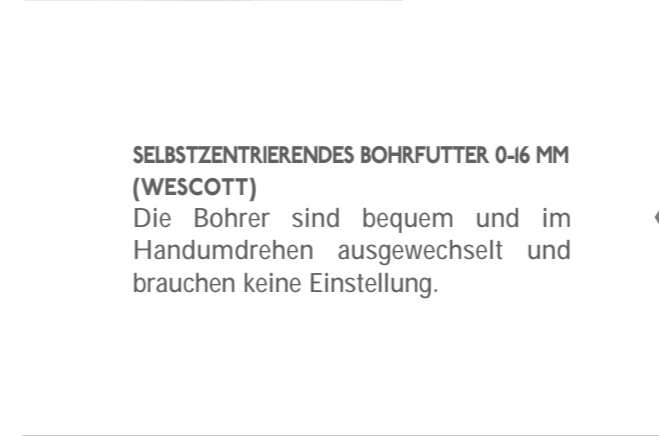 SELBSTZENTRIERENDES BOHRFUTTER 0-16 MM
(WESCOTT)
Die Bohrer sind bequem und im
Handumdrehen ausgewechselt und
brauchen keine Einstellung.